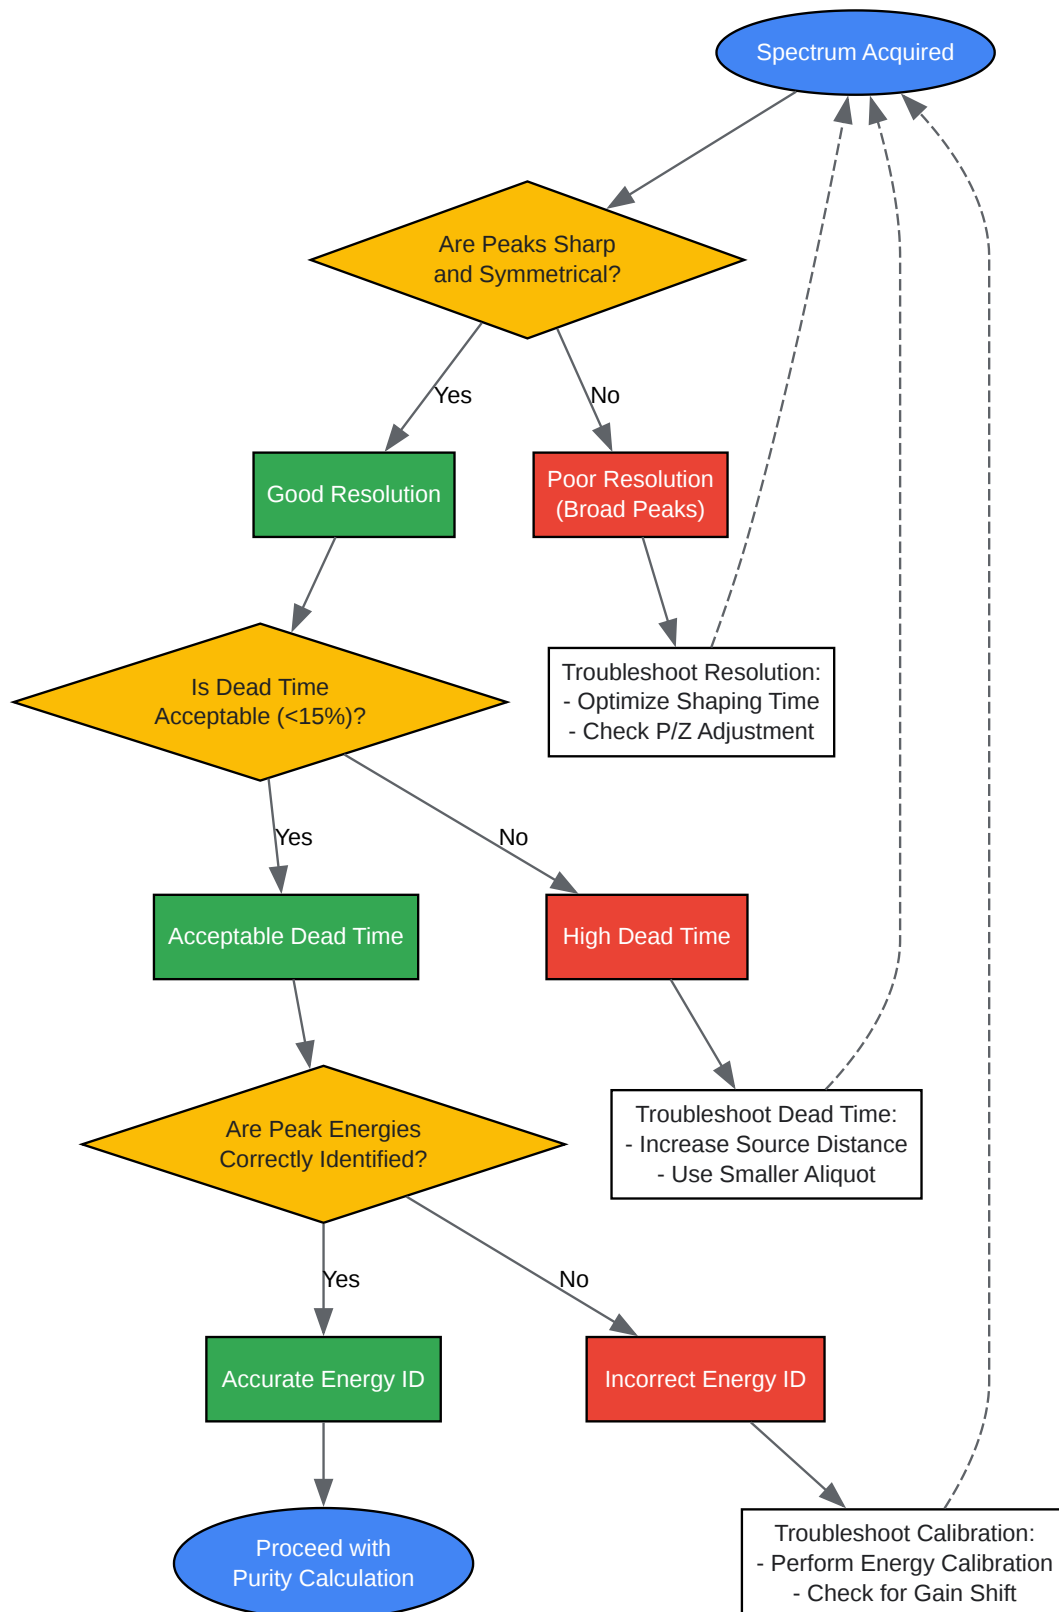 Spectrum Acquired
Are Peaks Sharp
and Symmetrical?
Yes
No
Good Resolution
Poor Resolution
(Broad Peaks)
Is Dead Time
Acceptable (<15%)?
Troubleshoot Resolution:
- Optimize Shaping Time
- Check P/Z Adjustment
Yes
No
Acceptable Dead Time
High Dead Time
Are Peak Energies
Correctly Identified?
Troubleshoot Dead Time:
- Increase Source Distance
- Use Smaller Aliquot
Yes
No
Accurate Energy ID
Incorrect Energy ID
Proceed with
Purity Calculation
Troubleshoot Calibration:
- Perform Energy Calibration
- Check for Gain Shift